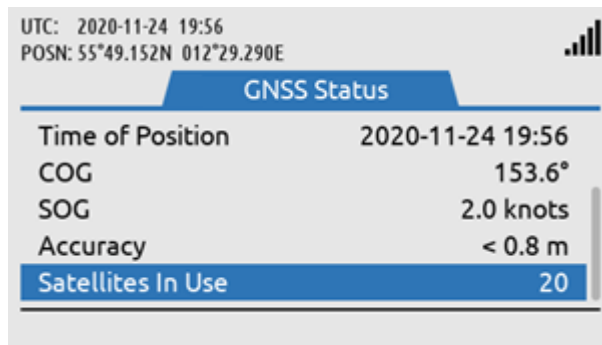 UTC: 2020-11-24 19:56
POSN: 55°49.152N 012°29.290E
GNSS Status
Time of Position 2020-11-24 19:56
COG 153.6°
SOG 2.0 knots
Accuracy < 0.8 m
Satellites In Use 20